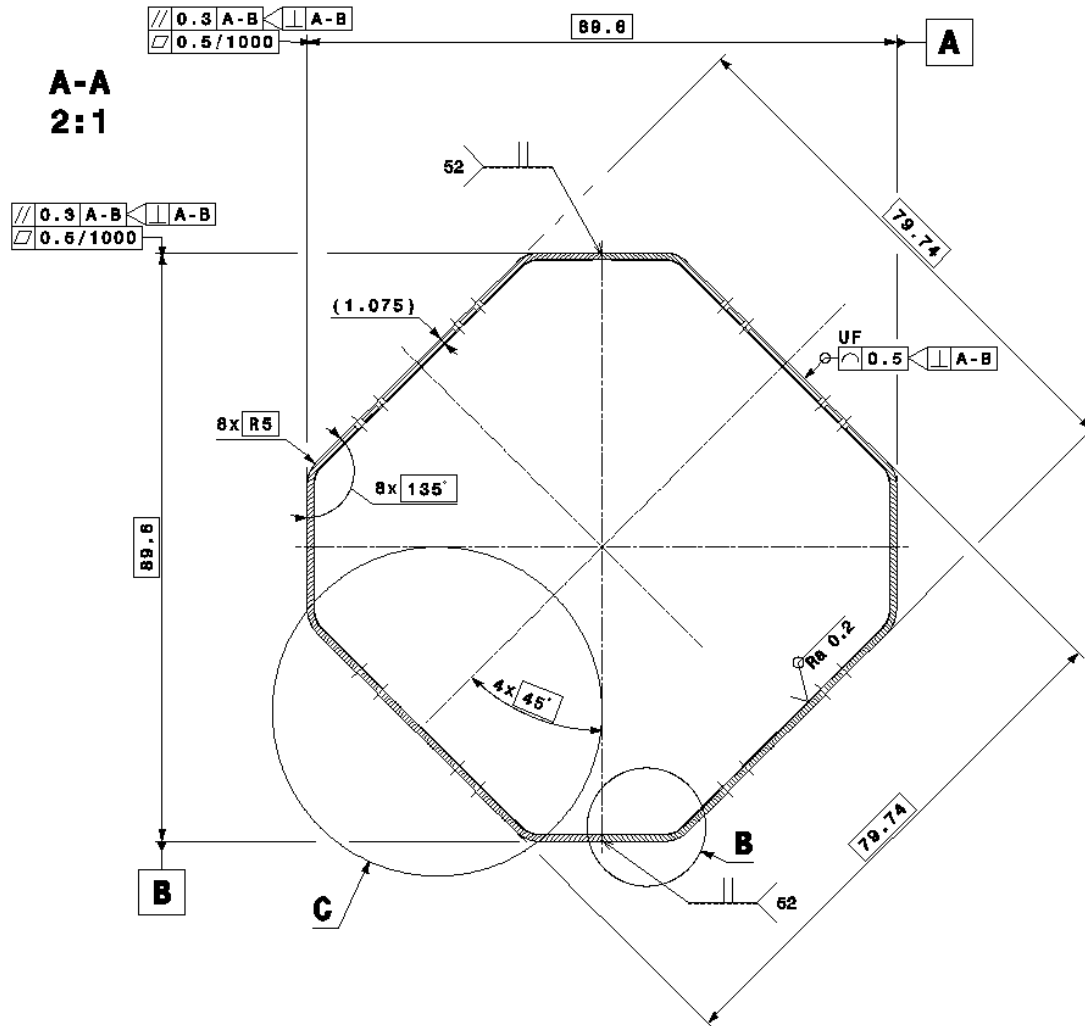 // 0.3 A-B ⊥ A-B
⏥ 0.5/1000
89.6
A
A-A
2:1
52
// 0.3 A-B ⊥ A-B
⏥ 0.5/1000
79.74
(1.075)
UF
⌓ 0.5 ⊥ A-B
8x R5
8x 135°
89.6
Ra 0.2
4x 45°
79.74
B
B
C
52